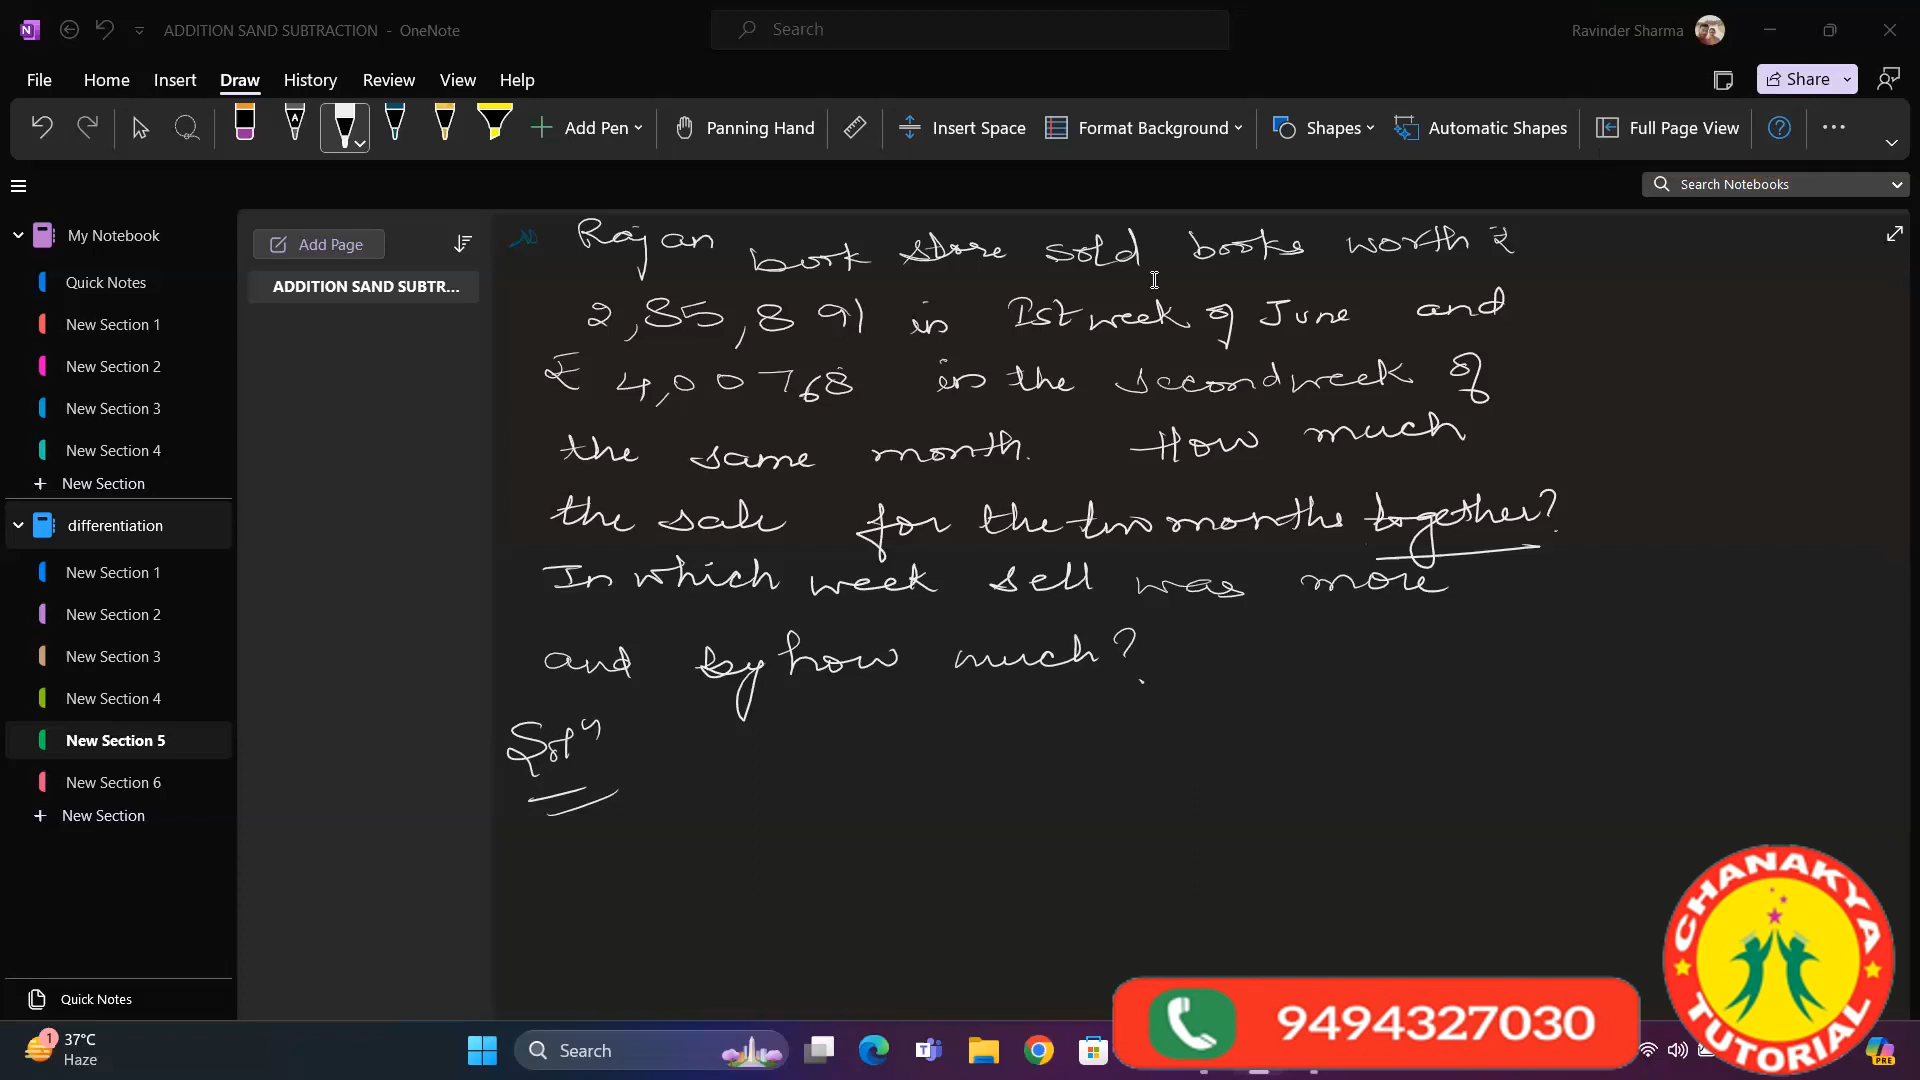 ADDITION SAND SUBTRACTION - OneNote
Search
Ravinder Sharma
File Home Insert Draw History Review View Help
Share
Add Pen
Panning Hand
Insert Space
Format Background
Shapes
Automatic Shapes
Full Page View
Search Notebooks
My Notebook
Quick Notes
New Section 1
New Section 2
New Section 3
New Section 4
+ New Section
differentiation
New Section 1
New Section 2
New Section 3
New Section 4
New Section 5
New Section 6
+ New Section
Quick Notes
Add Page
ADDITION SAND SUBTR...
Rajan book store sold books worth ₹
2,85,891 in Ist week of June and
₹ 4,00768 in the second week of
the same month. How much
the sale for the two months together?
In which week sell was more
and by how much?
Solⁿ
CHANAKYA
TUTORIAL
9494327030
1
37°C
Haze
Search
PRE